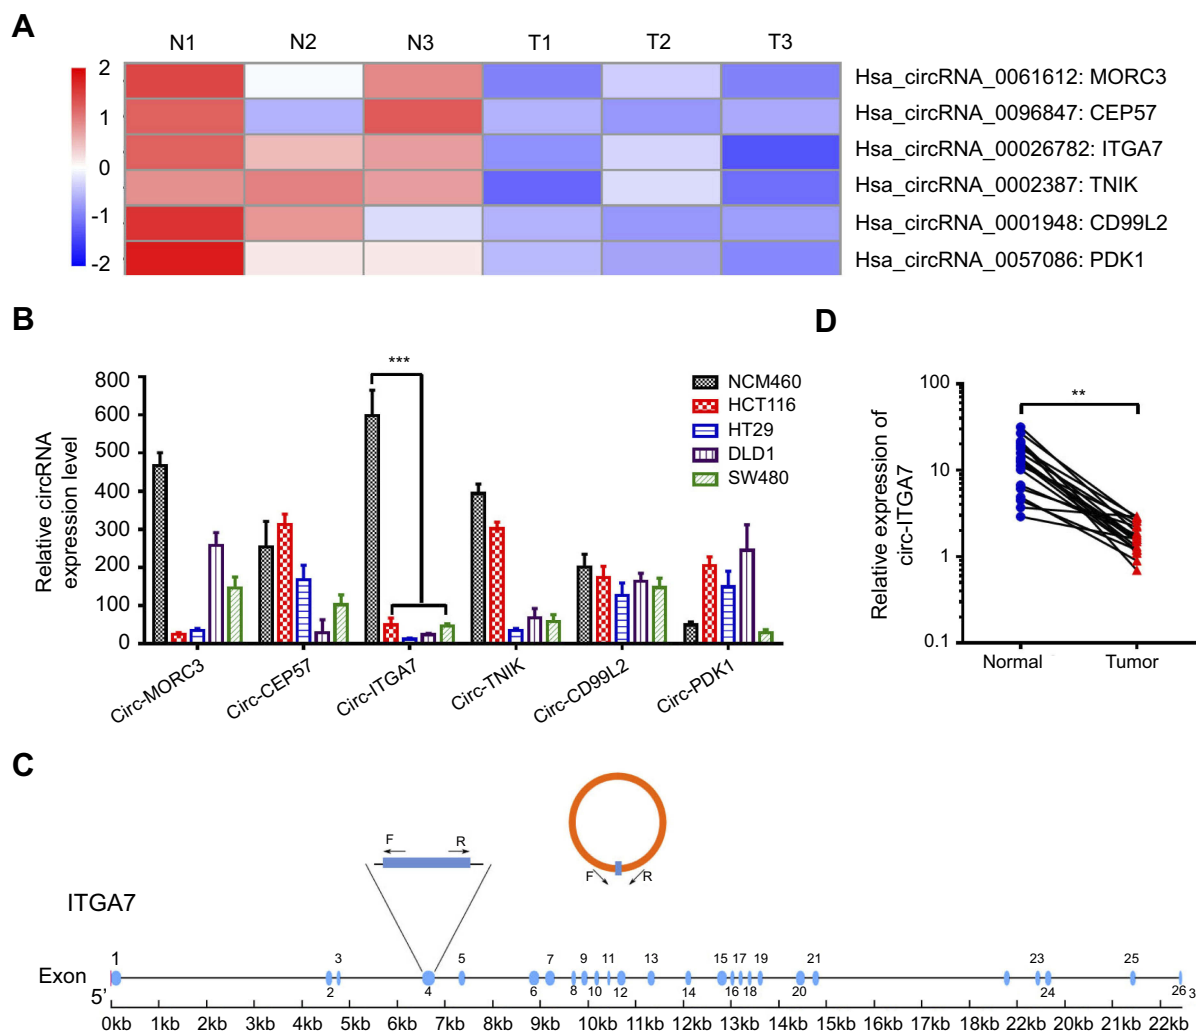 A
N1 N2 N3 T1 T2 T3
2
1
0
-1
-2
Hsa_circRNA_0061612: MORC3
Hsa_circRNA_0096847: CEP57
Hsa_circRNA_00026782: ITGA7
Hsa_circRNA_0002387: TNIK
Hsa_circRNA_0001948: CD99L2
Hsa_circRNA_0057086: PDK1
B
Relative circRNA
expression level
800
600
500
400
300
200
100
0
***
NCM460
HCT116
HT29
DLD1
SW480
Circ-MORC3
Circ-CEP57
Circ-ITGA7
Circ-TNIK
Circ-CD99L2
Circ-PDK1
D
Relative expression of
circ-ITGA7
100
10
1
0.1
**
Normal Tumor
C
F R
F R
ITGA7
1 3 5 7 9 11 13 15 17 19 21 23 25
Exon
2 4 6 8 10 12 14 16 18 20 24 26 3
5'
0kb 1kb 2kb 3kb 4kb 5kb 6kb 7kb 8kb 9kb 10kb 11kb 12kb 13kb 14kb 15kb 16kb 17kb 18kb 22kb 20kb 21kb 22kb